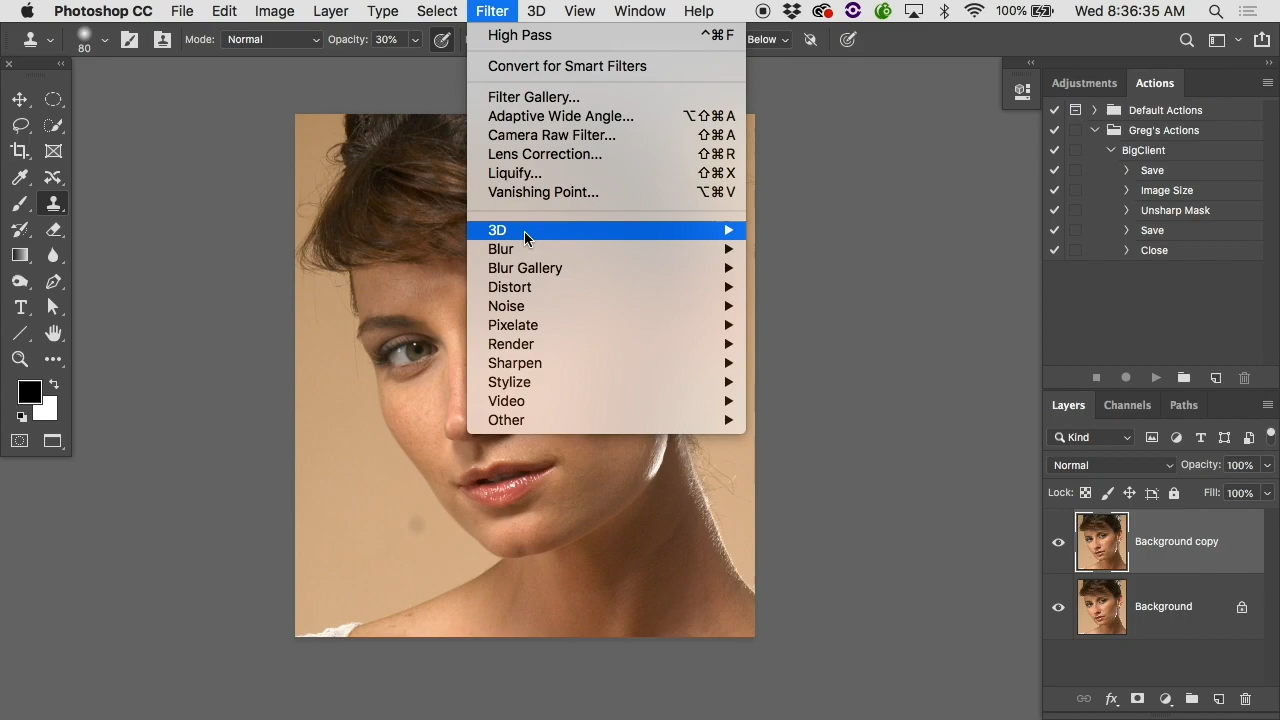 Photoshop CC File Edit Image Layer Type Select Filter 3D View Window Help 100% Wed 8:36:35 AM
80 Mode: Normal Opacity: 30% Below
High Pass ^⌘F
Convert for Smart Filters
Filter Gallery...
Adaptive Wide Angle... ⌥⇧⌘A
Camera Raw Filter... ⇧⌘A
Lens Correction... ⇧⌘R
Liquify... ⇧⌘X
Vanishing Point... ⌥⌘V
3D
Blur
Blur Gallery
Distort
Noise
Pixelate
Render
Sharpen
Stylize
Video
Other
Adjustments Actions
Default Actions
Greg's Actions
BigClient
Save
Image Size
Unsharp Mask
Save
Close
Layers Channels Paths
Kind
Normal Opacity: 100%
Lock: Fill: 100%
Background copy
Background